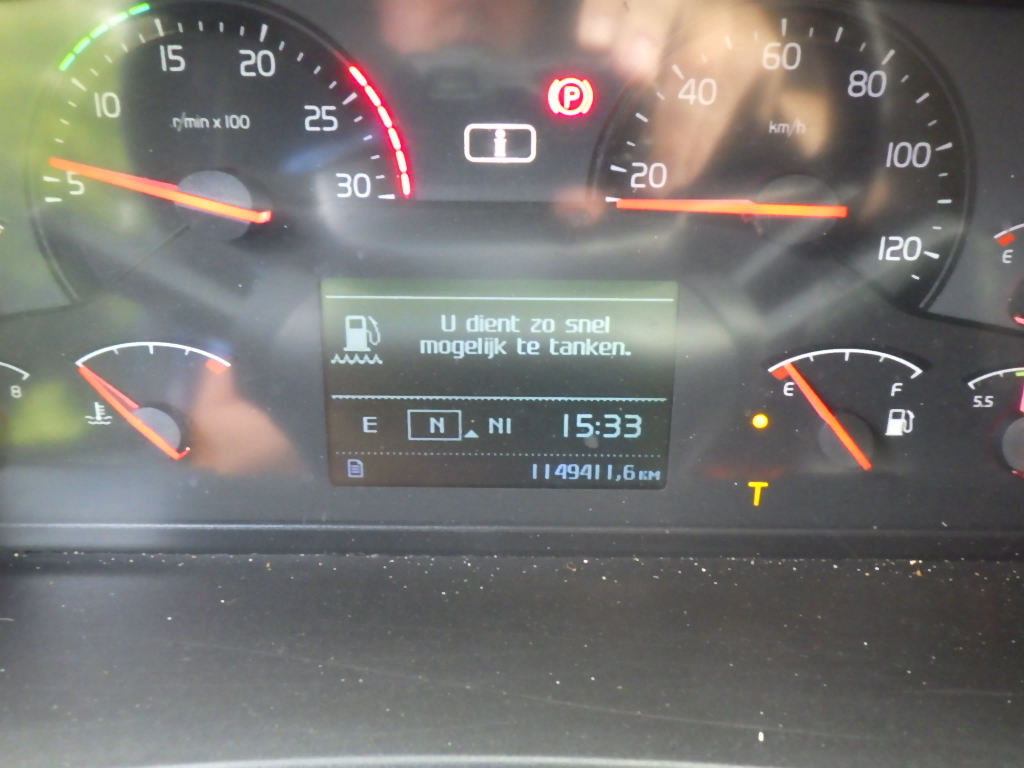 15
20
10
r/min x 100
25
5
30
P
i
60
40
80
km/h
100
20
120
E
U dient zo snel
mogelijk te tanken.
8
E
F
5.5
E N NI 15:33
T
1149411,6 KM